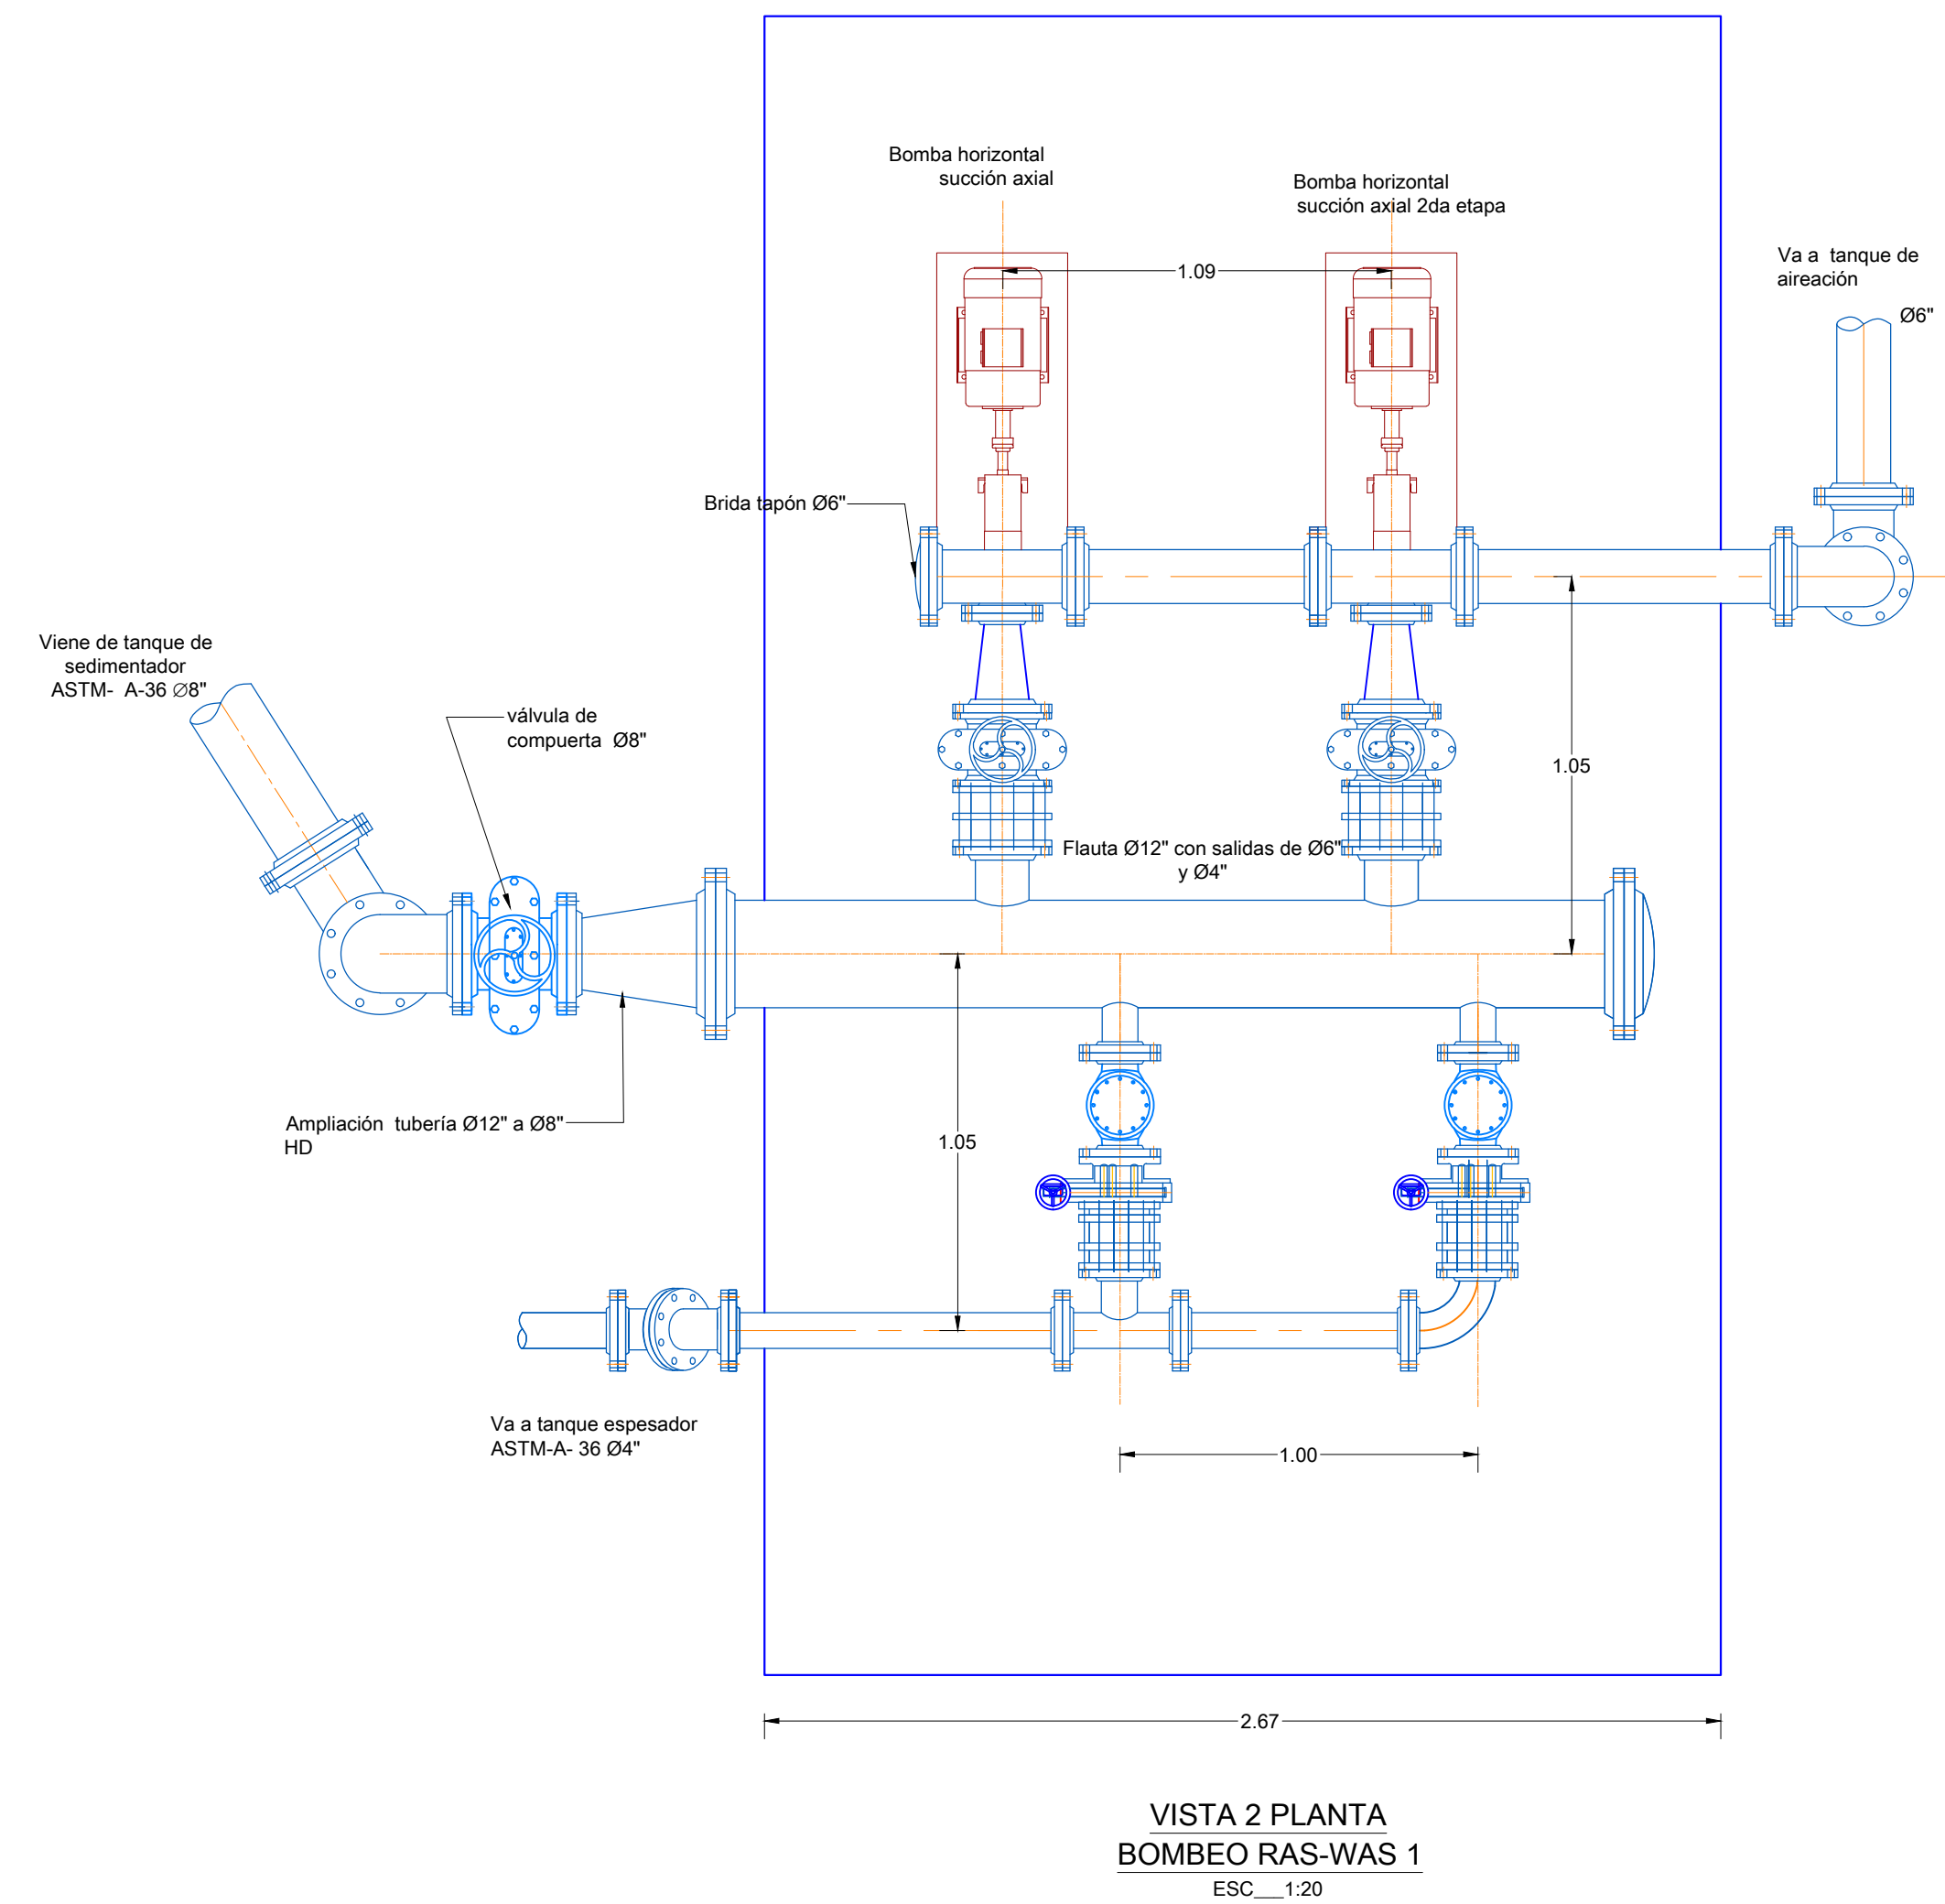 Bomba horizontal
succión axial
Bomba horizontal
succión axial 2da etapa
1.09
Va a  tanque de
aireación
Ø6"
Brida tapón Ø6"
Viene de tanque de
sedimentador
ASTM-  A-36 ∅8"
válvula de
compuerta  Ø8"
1.05
Flauta Ø12" con salidas de Ø6"
y Ø4"
Ampliación  tubería Ø12" a Ø8"
HD
1.05
Va a tanque espesador
ASTM-A- 36 Ø4"
1.00
2.67
VISTA 2 PLANTA
BOMBEO RAS-WAS 1
ESC___1:20